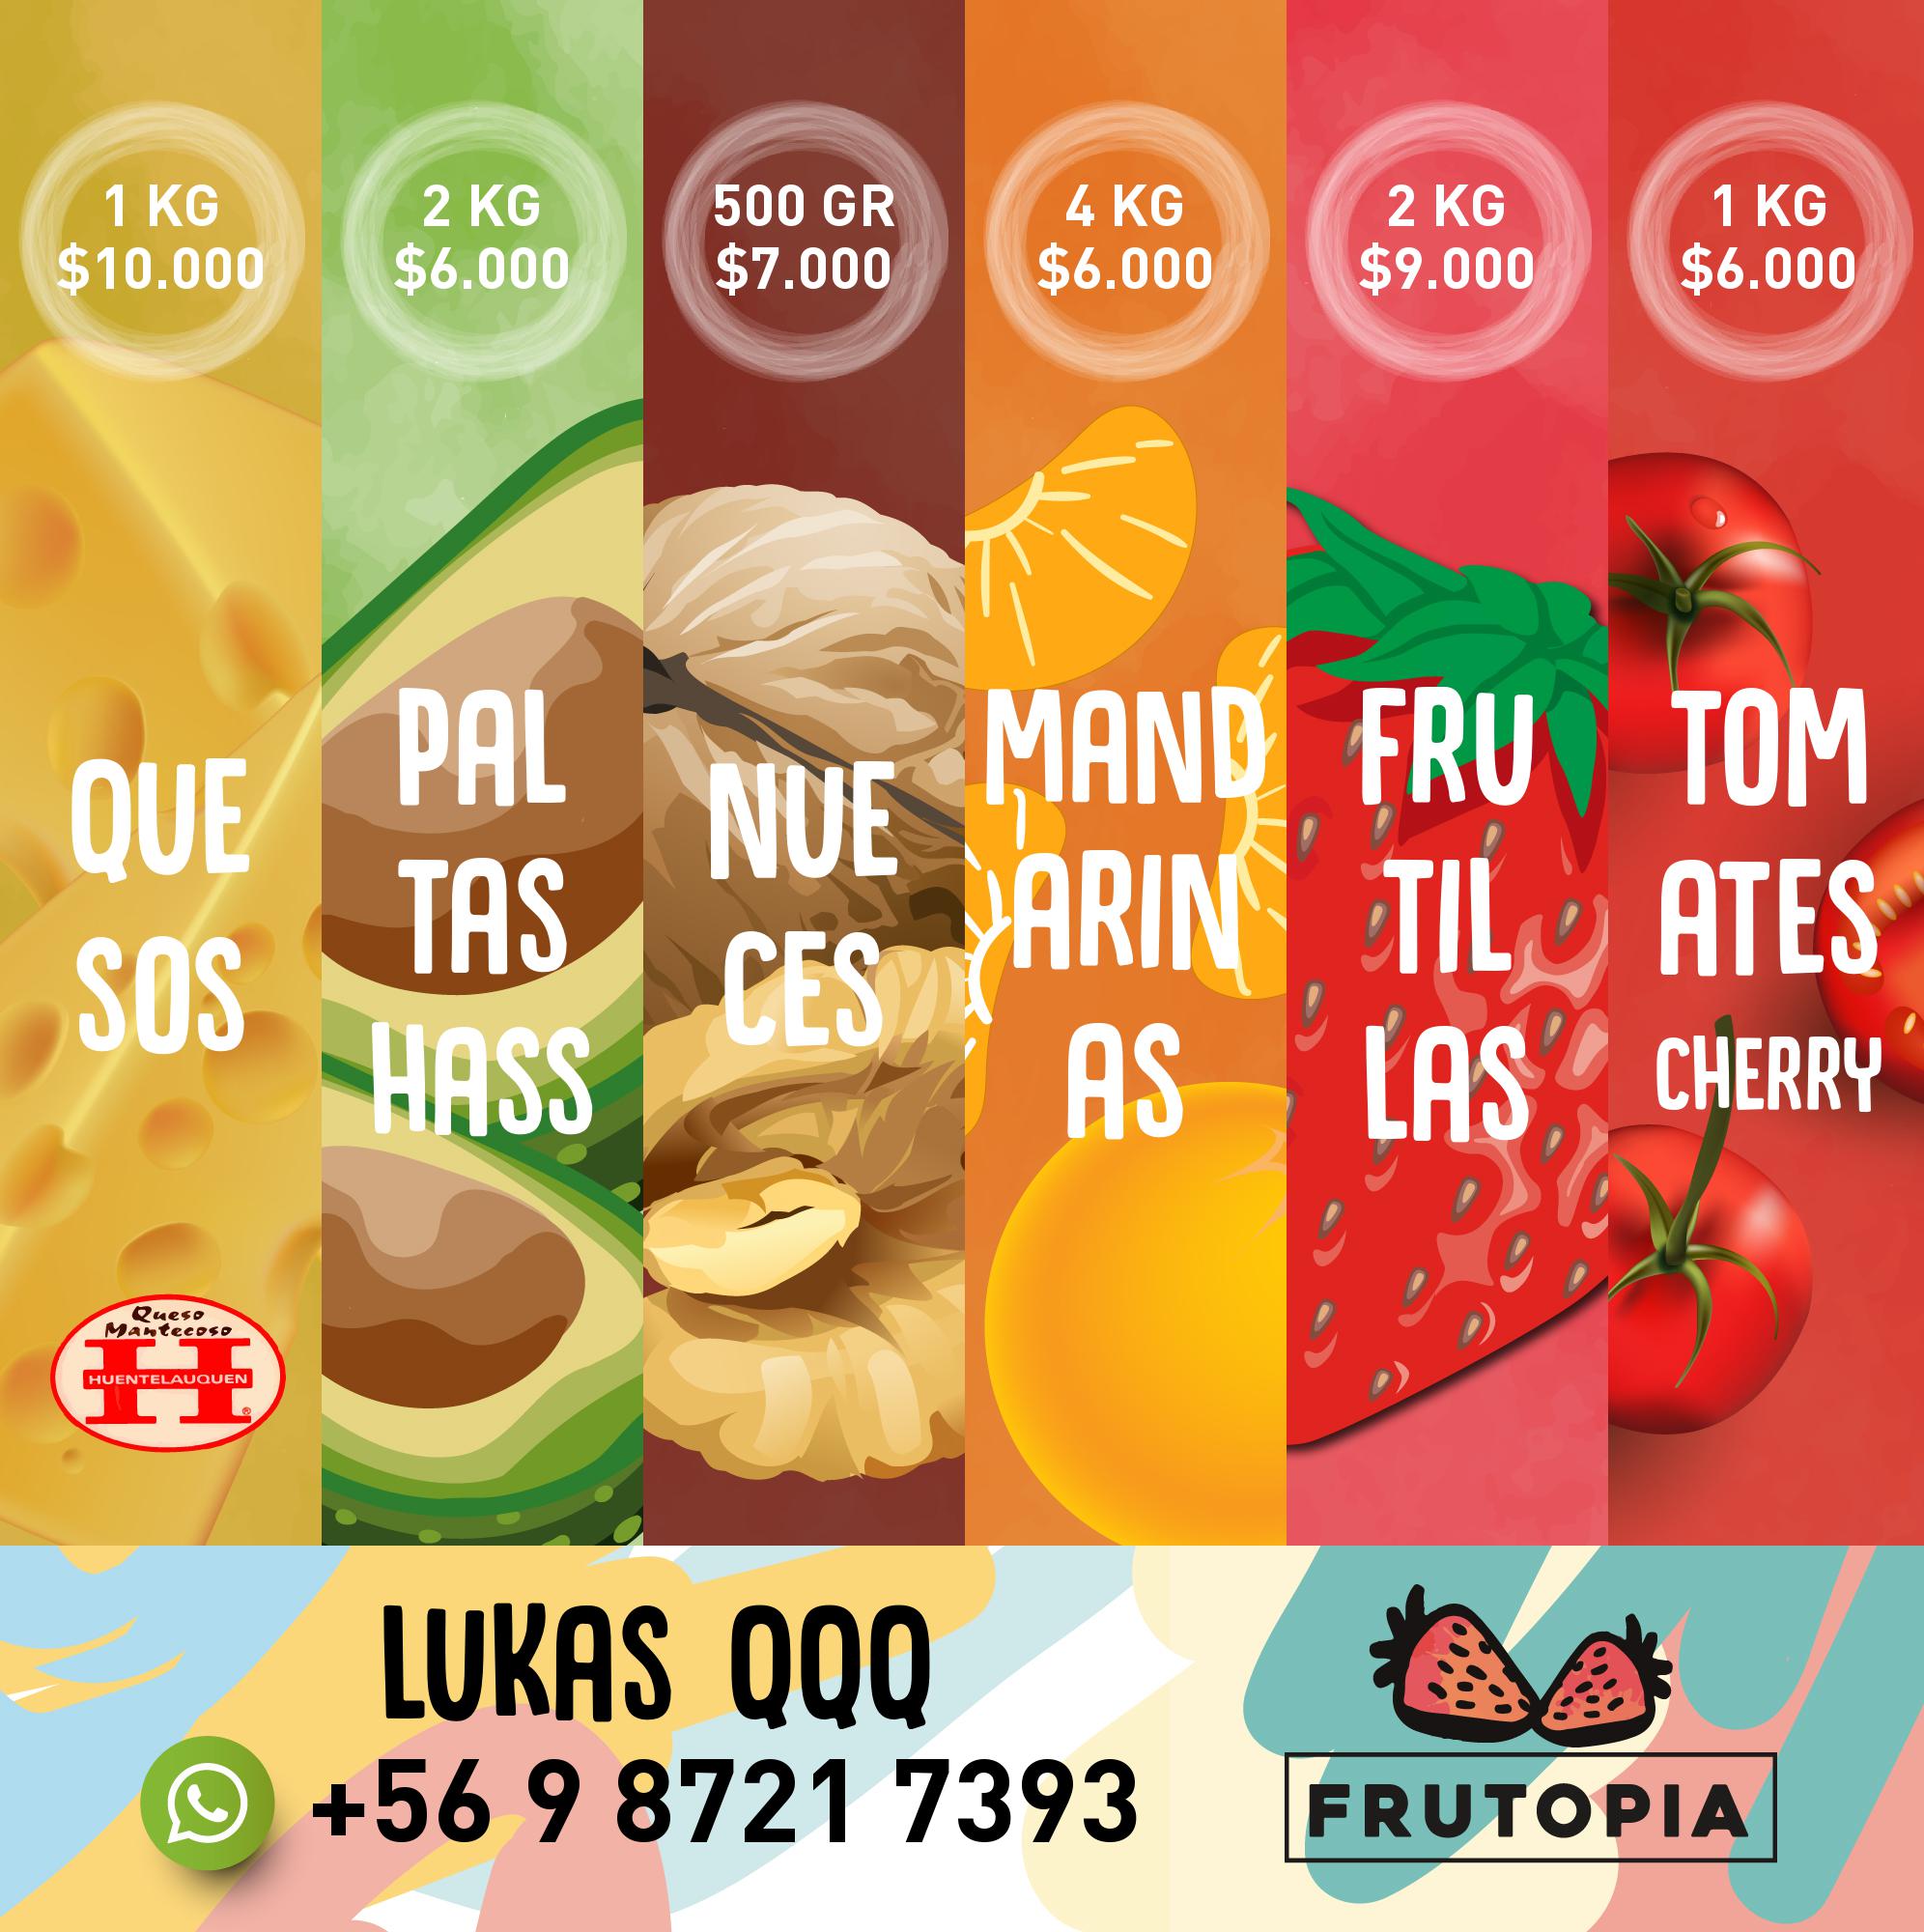 1 KG
$10.000
QUE
SOS
Queso
Mantecoso
H
HUENTELAUQUEN
®
2 KG
$6.000
PAL
TAS
HASS
500 GR
$7.000
NUE
CES
4 KG
$6.000
MAND
ARIN
AS
2 KG
$9.000
FRU
TIL
LAS
1 KG
$6.000
TOM
ATES
CHERRY
LUKAS QQQ
+56 9 8721 7393
FRUTOPIA